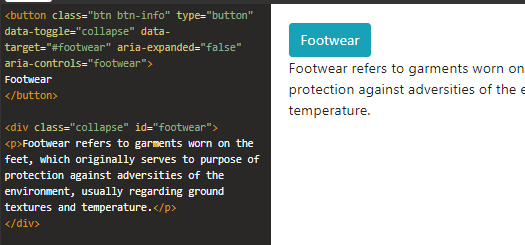 <button class="btn btn-info" type="button"
data-toggle="collapse" data-
target="#footwear" aria-expanded="false"
aria-controls="footwear">
Footwear
</button>
<div class="collapse" id="footwear">
<p>Footwear refers to garments worn on the
feet, which originally serves to purpose of
protection against adversities of the
environment, usually regarding ground
textures and temperature.</p>
</div>
Footwear
Footwear refers to garments worn on
protection against adversities of the e
temperature.